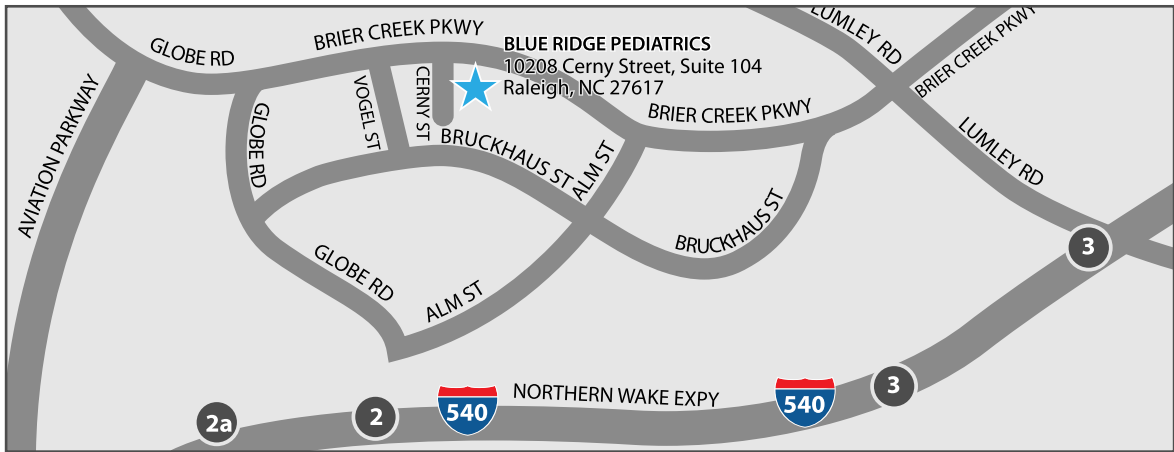 LUMLEY RD
BRIER CREEK PKWY
GLOBE RD
BRIER CREEK PKWY
BLUE RIDGE PEDIATRICS
10208 Cerny Street, Suite 104
Raleigh, NC 27617
AVIATION PARKWAY
GLOBE RD
VOGEL ST
CERNY ST
BRUCKHAUS ST
ALM ST
BRIER CREEK PKWY
LUMLEY RD
BRUCKHAUS ST
GLOBE RD
ALM ST
3
NORTHERN WAKE EXPY
2a
2
540
540
3